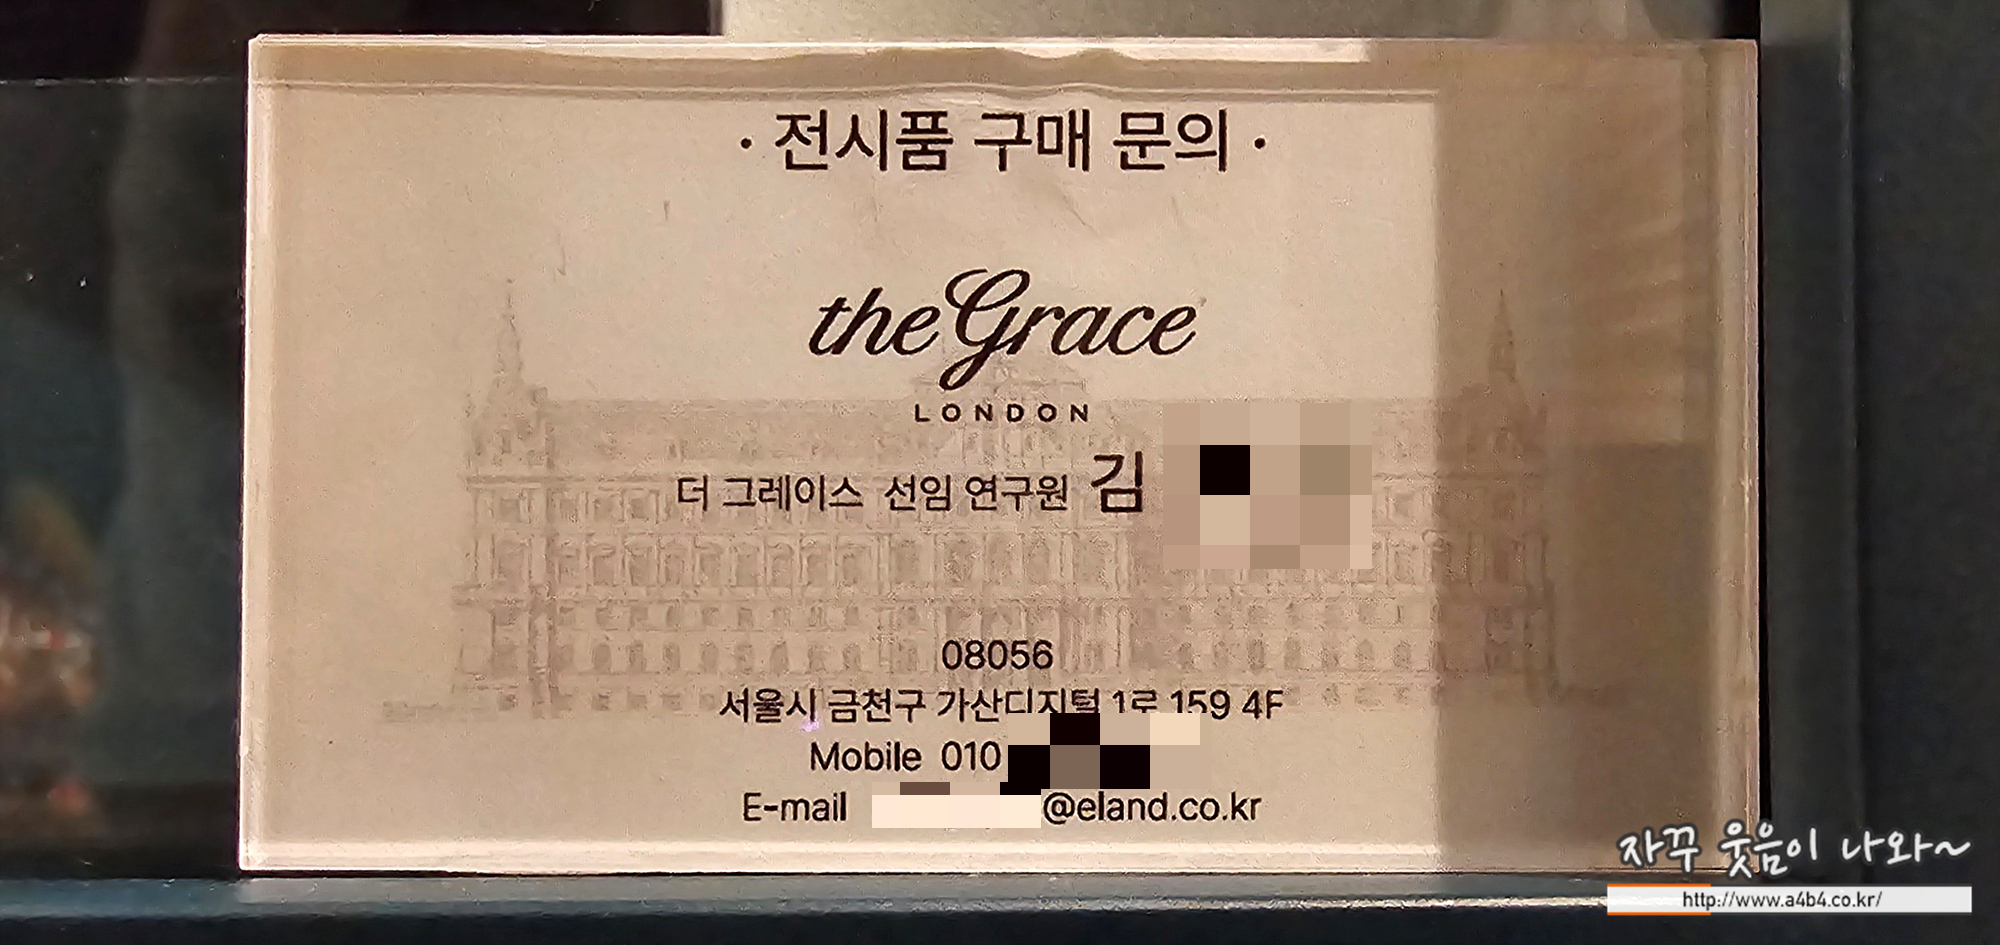 · 전시품 구매 문의 ·
the Grace
LONDON
더 그레이스 선임 연구원 김
08056
서울시 금천구 가산디지털 1로 159 4F
Mobile 010
E-mail @eland.co.kr
자꾸 웃음이 나와~
http://www.a4b4.co.kr/